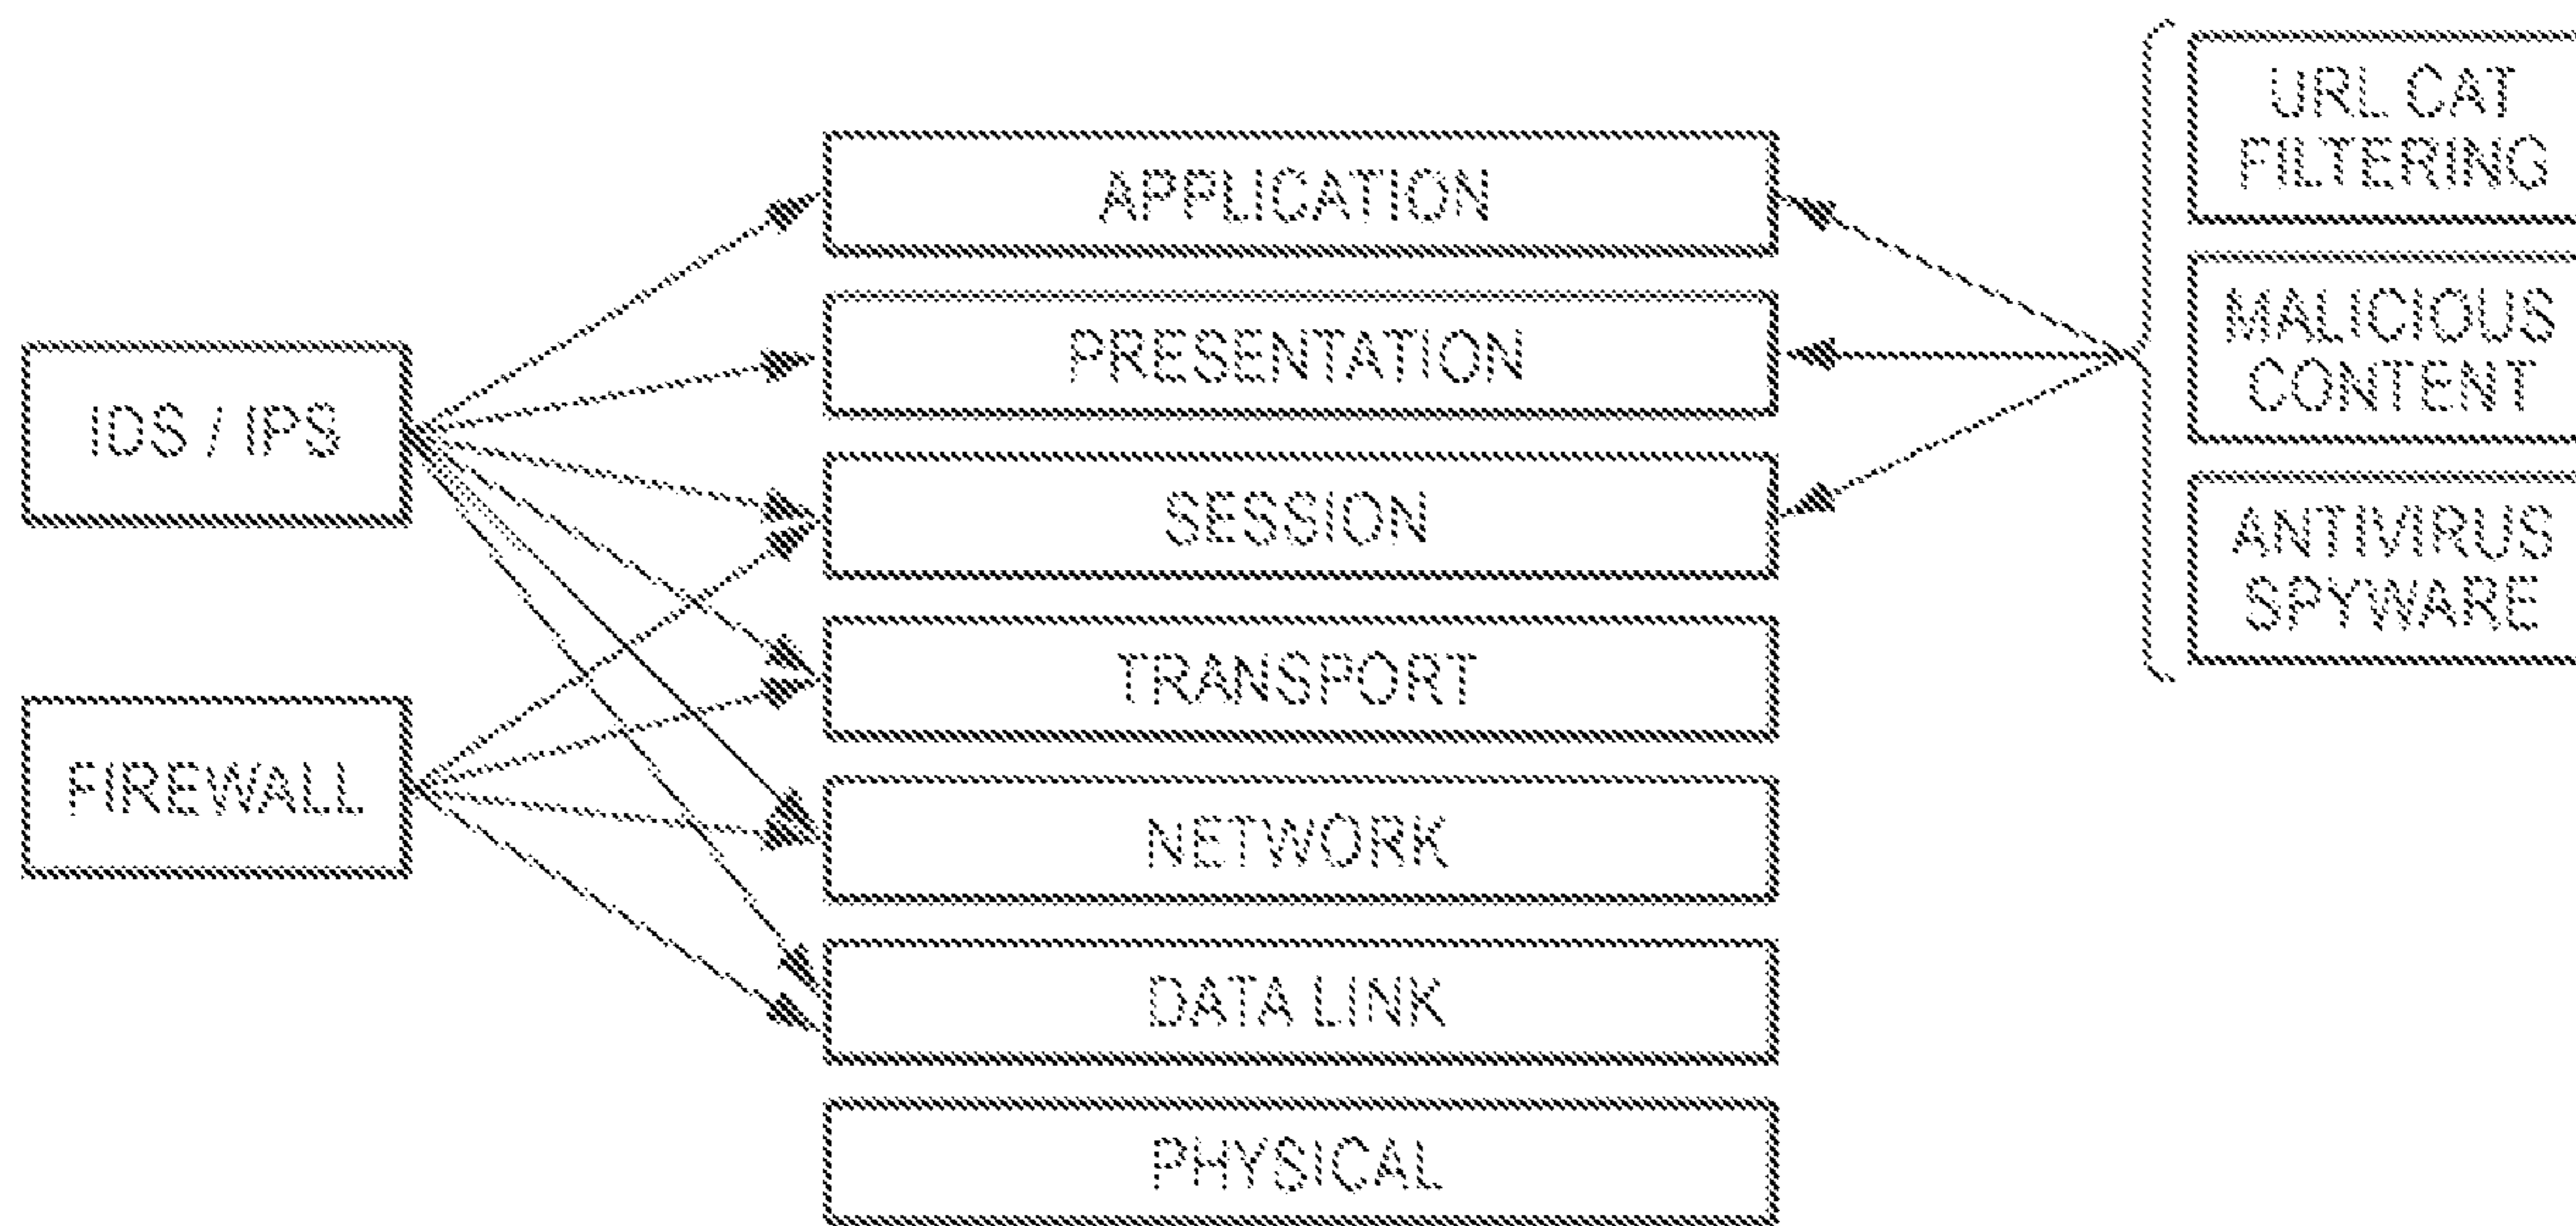 IDS / IPS
FIREWALL
APPLICATION
PRESENTATION
SESSION
TRANSPORT
NETWORK
DATA LINK
PHYSICAL
URL CAT
FILTERING
MALICIOUS
CONTENT
ANTIVIRUS
SPYWARE